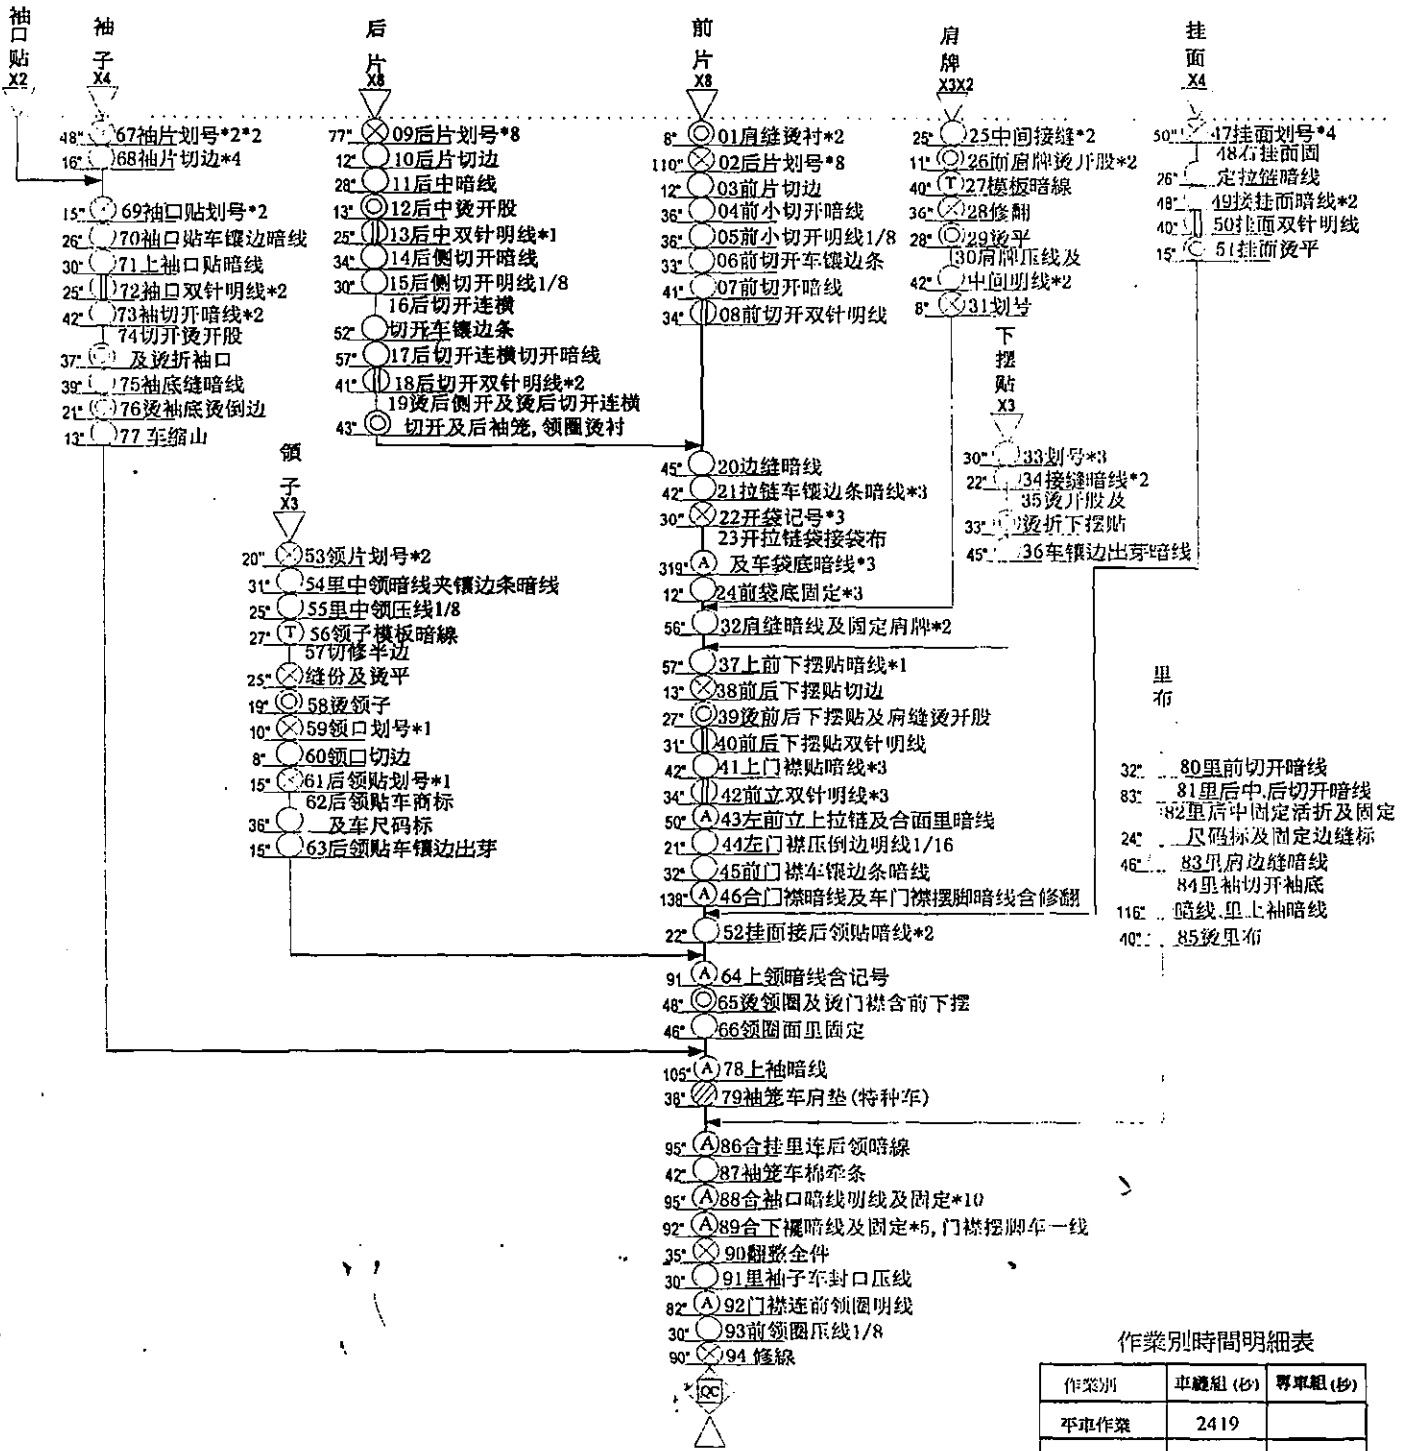 袖口贴
X2
袖子
X4
48" 67袖片划号*2*2
16" 68袖片切边*4
15" 69袖口贴划号*2
26" 70袖口贴车镶边暗线
30" 71上袖口贴暗线
25" 72袖口双针明线*2
42" 73袖切开暗线*2
74切开烫开股
37" 及烫折袖口
39" 75袖底缝暗线
21" 76烫袖底烫倒边
13" 77车缩山
后片
X8
77" 09后片划号*8
12" 10后片切边
28" 11后中暗线
13" 12后中烫开股
25" 13后中双针明线*1
34" 14后侧切开暗线
30" 15后侧切开明线1/8
16后切开连横
52" 切开车镶边条
57" 17后切开连横切开暗线
41" 18后切开双针明线*2
19烫后侧开及烫后切开连横
43" 切开及后袖笼,领圈烫衬
领子
X3
20" 53领片划号*2
31" 54里中领暗线夹镶边条暗线
25" 55里中领压线1/8
27" T 56领子模板暗線
57切修半边
25" 缝份及烫平
19" 58烫领子
10" 59领口划号*1
8" 60领口切边
15" 61后领贴划号*1
62后领贴车商标
36" 及车尺码标
15" 63后领贴车镶边出芽
前片
X8
8" 01肩缝烫衬*2
110" 02后片划号*8
12" 03前片切边
36" 04前小切开暗线
36" 05前小切开明线1/8
33" 06前切开车镶边条
41" 07前切开暗线
34" 08前切开双针明线
45" 20边缝暗线
42" 21拉链车镶边条暗线*3
30" 22开袋记号*3
23开拉链袋接袋布
319" A 及车袋底暗线*3
12" 24前袋底固定*3
56" 32肩缝暗线及固定肩牌*2
57" 37上前下摆贴暗线*1
13" 38前后下摆贴切边
27" 39烫前后下摆贴及肩缝烫开股
31" 40前后下摆贴双针明线
42" 41上门襟贴暗线*3
34" 42前立双针明线*3
50" A 43左前立上拉链及合面里暗线
21" 44左门襟压倒边明线1/16
32" 45前门襟车镶边条暗线
138" A 46合门襟暗线及车门襟摆脚暗线含修翻
22" 52挂面接后领贴暗线*2
91 A 64上领暗线含记号
48" 65烫领圈及烫门襟含前下摆
46" 66领圈面里固定
105" A 78上袖暗线
38" 79袖笼车肩垫(特种车)
95" A 86合挂里连后领暗線
42" 87袖笼车棉牵条
95" A 88合袖口暗线明线及固定*10
92" A 89合下襬暗线及固定*5,门襟摆脚车一线
35" 90翻整全件
30" 91里袖子车封口压线
82" A 92门襟连前领圈明线
30" 93前领圈压线1/8
90" 94修線
QC
肩牌
X3X2
25" 25中间接缝*2
11" 26面肩牌烫开股*2
40" T 27模板暗線
36" 28修翻
28" 29烫平
30肩牌压线及
42" 中间明线*2
8" 31划号
下摆贴
X3
30" 33划号*3
22" 34接缝暗线*2
35烫开股及
33" 烫折下摆贴
45" 36车镶边出芽暗线
挂面
X4
50" 47挂面划号*4
48右挂面固
26" 定拉链暗线
48" 49接挂面暗线*2
40" 50挂面双针明线
15" 51挂面烫平
里布
32" 80里前切开暗线
83" 81里后中.后切开暗线
82里后中固定活折及固定
24" 尺码标及固定边缝标
46" 83里肩边缝暗线
84里袖切开袖底
116" 暗线.里上袖暗线
40" 85烫里布
作業別時間明細表
作業別 車縫組(秒) 專車組(秒)
平車作業 2419